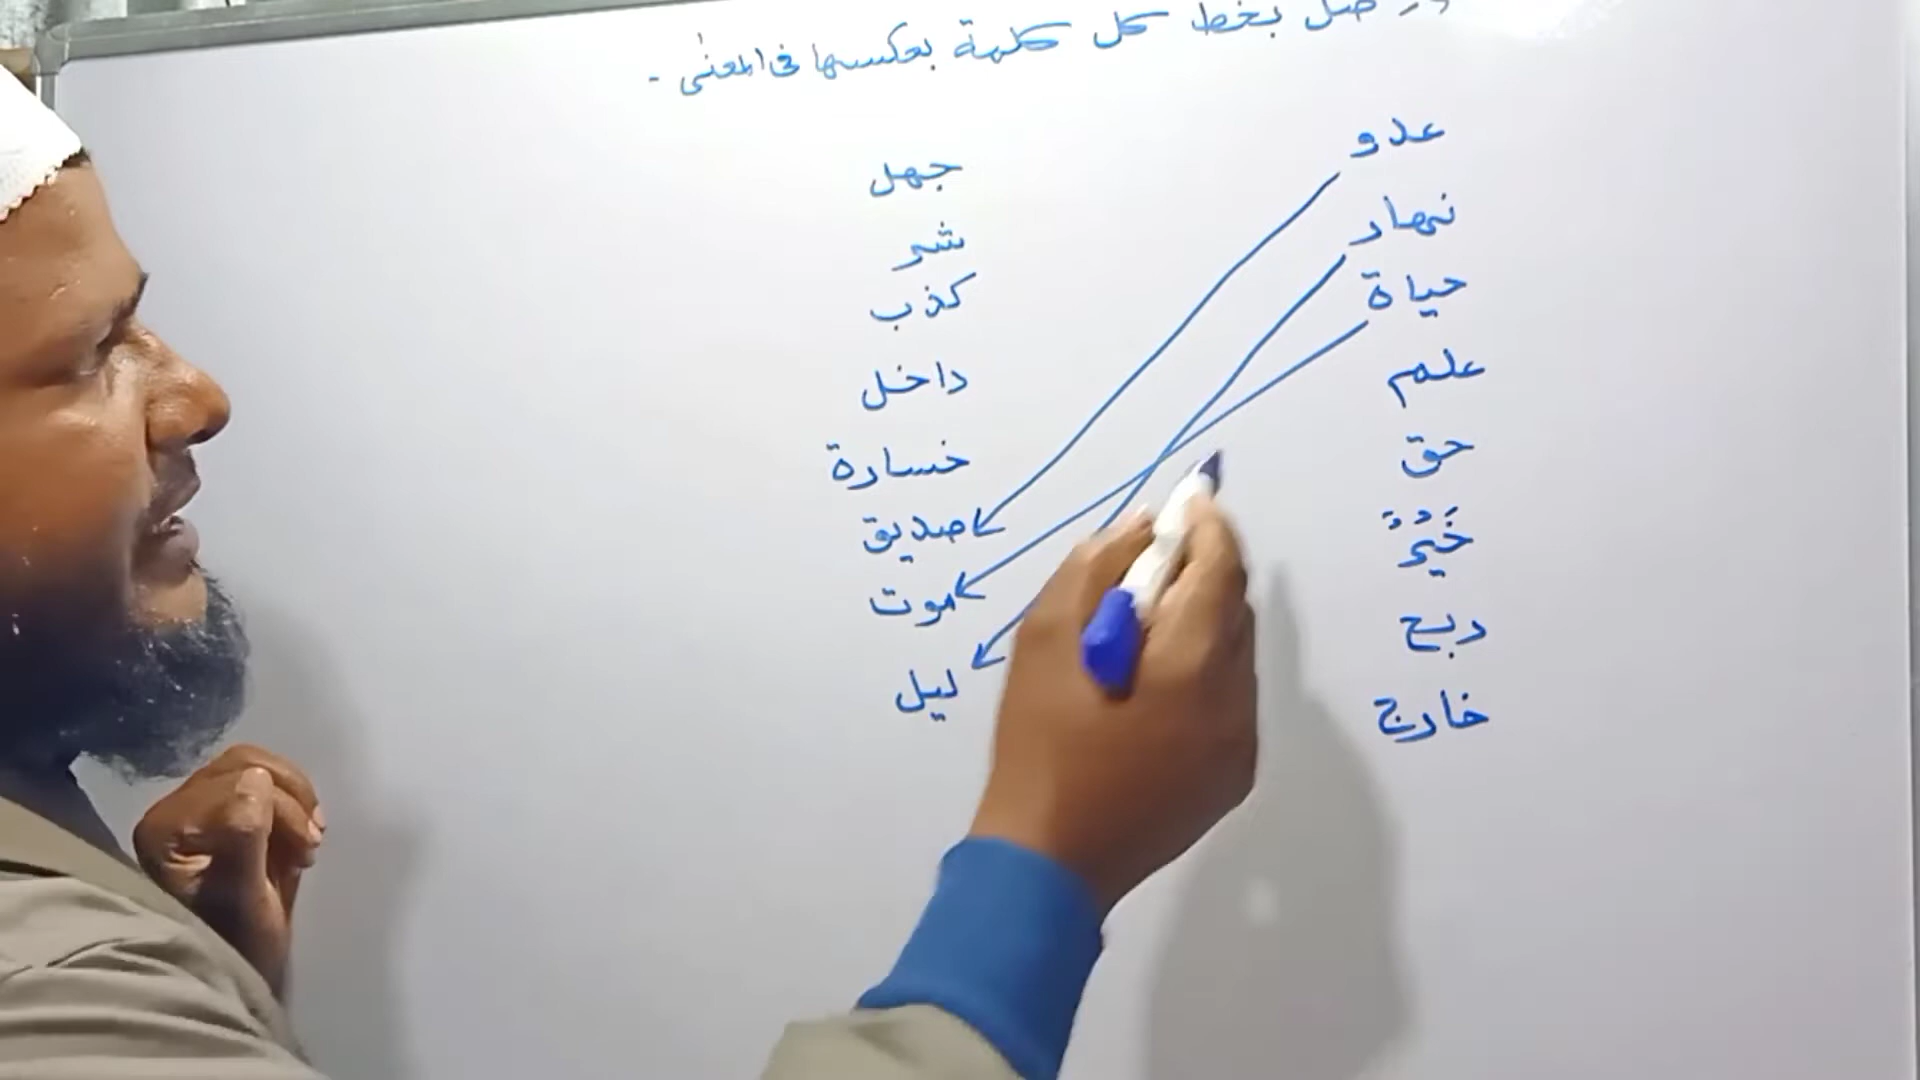 صل بخط كل كلمة بعكسها في المعنى -
عدو جهل
نهار شر
حياة كذب
علم داخل
حق خسارة
خَيْرٌ صديق
ربح موت
خارج ليل